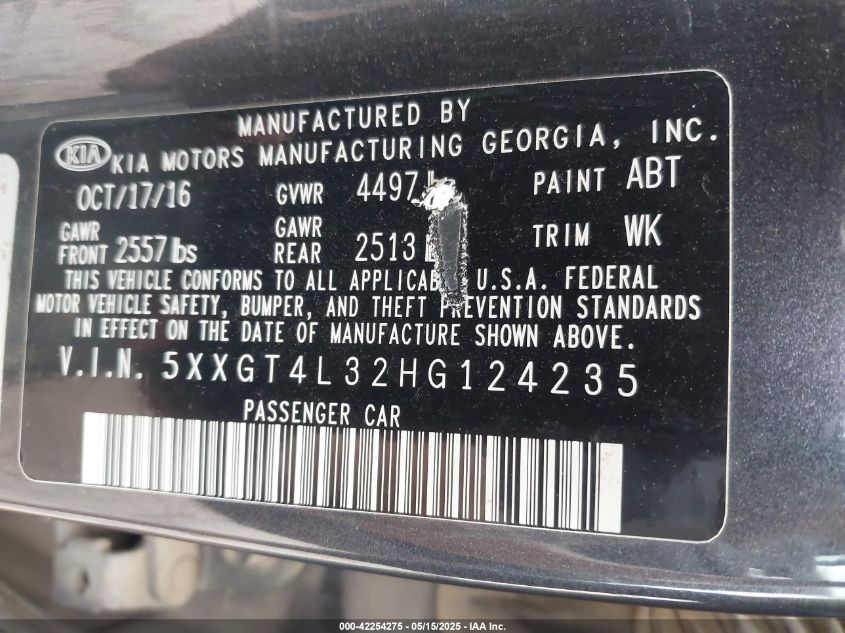 MANUFACTURED BY
KIA KIA MOTORS MANUFACTURING GEORGIA, INC.
OCT/17/16 GVWR 4497 PAINT ABT
GAWR FRONT 2557 lbs GAWR REAR 2513 TRIM WK
THIS VEHICLE CONFORMS TO ALL U.S.A. FEDERAL
MOTOR VEHICLE SAFETY, BUMPER, AND THEFT PREVENTION STANDARDS
IN EFFECT ON THE DATE OF MANUFACTURE SHOWN ABOVE.
V.I.N. 5XXGT4L32HG124235
PASSENGER CAR
000-42254275 - 05/15/2025 - IAA Inc.